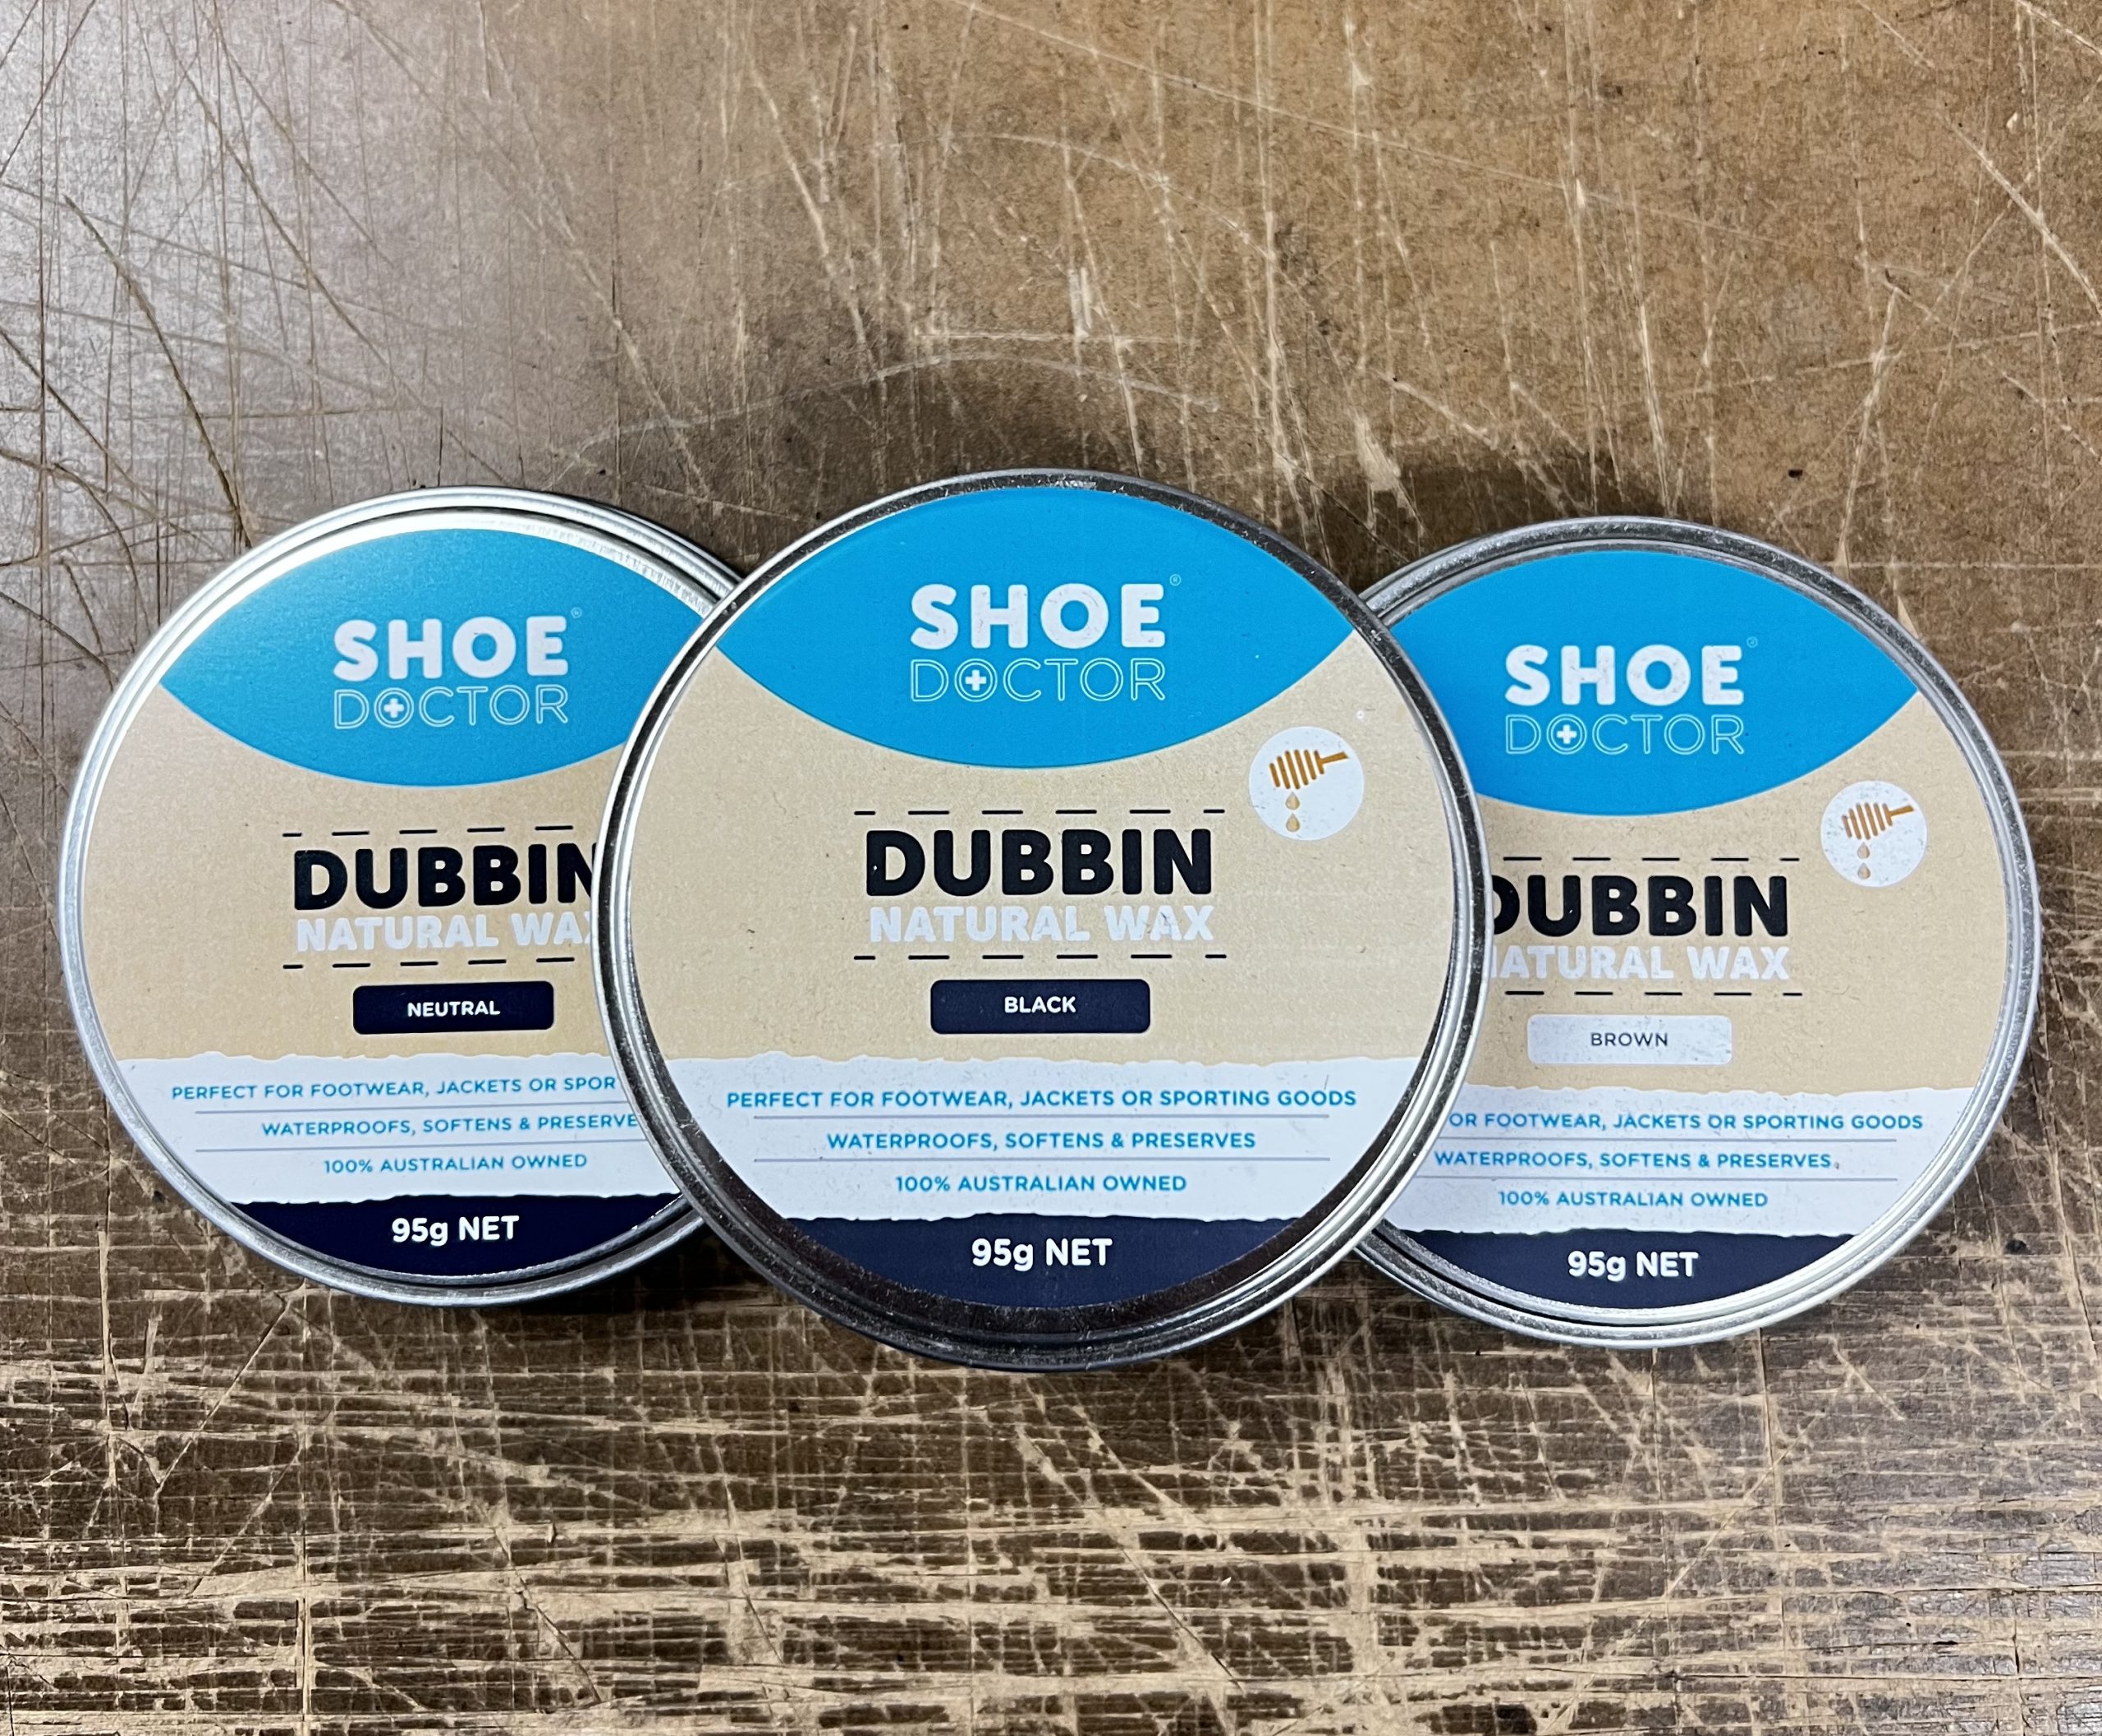 SHOE®
DOCTOR
DUBBIN
NATURAL WAX
NEUTRAL
PERFECT FOR FOOTWEAR, JACKETS OR SPOR
WATERPROOFS, SOFTENS & PRESERVE
100% AUSTRALIAN OWNED
95g NET
SHOE®
DOCTOR
DUBBIN
NATURAL WAX
BLACK
PERFECT FOR FOOTWEAR, JACKETS OR SPORTING GOODS
WATERPROOFS, SOFTENS & PRESERVES
100% AUSTRALIAN OWNED
95g NET
SHOE®
DOCTOR
DUBBIN
NATURAL WAX
BROWN
OR FOOTWEAR, JACKETS OR SPORTING GOODS
WATERPROOFS, SOFTENS & PRESERVES
100% AUSTRALIAN OWNED
95g NET